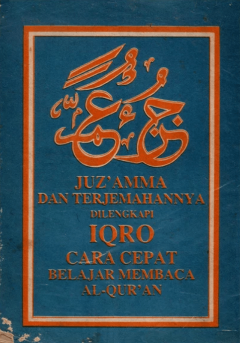 جزء عمّ
JUZ'AMMA
DAN TERJEMAHANNYA
DILENGKAPI
IQRO
CARA CEPAT
BELAJAR MEMBACA
AL-QUR'AN